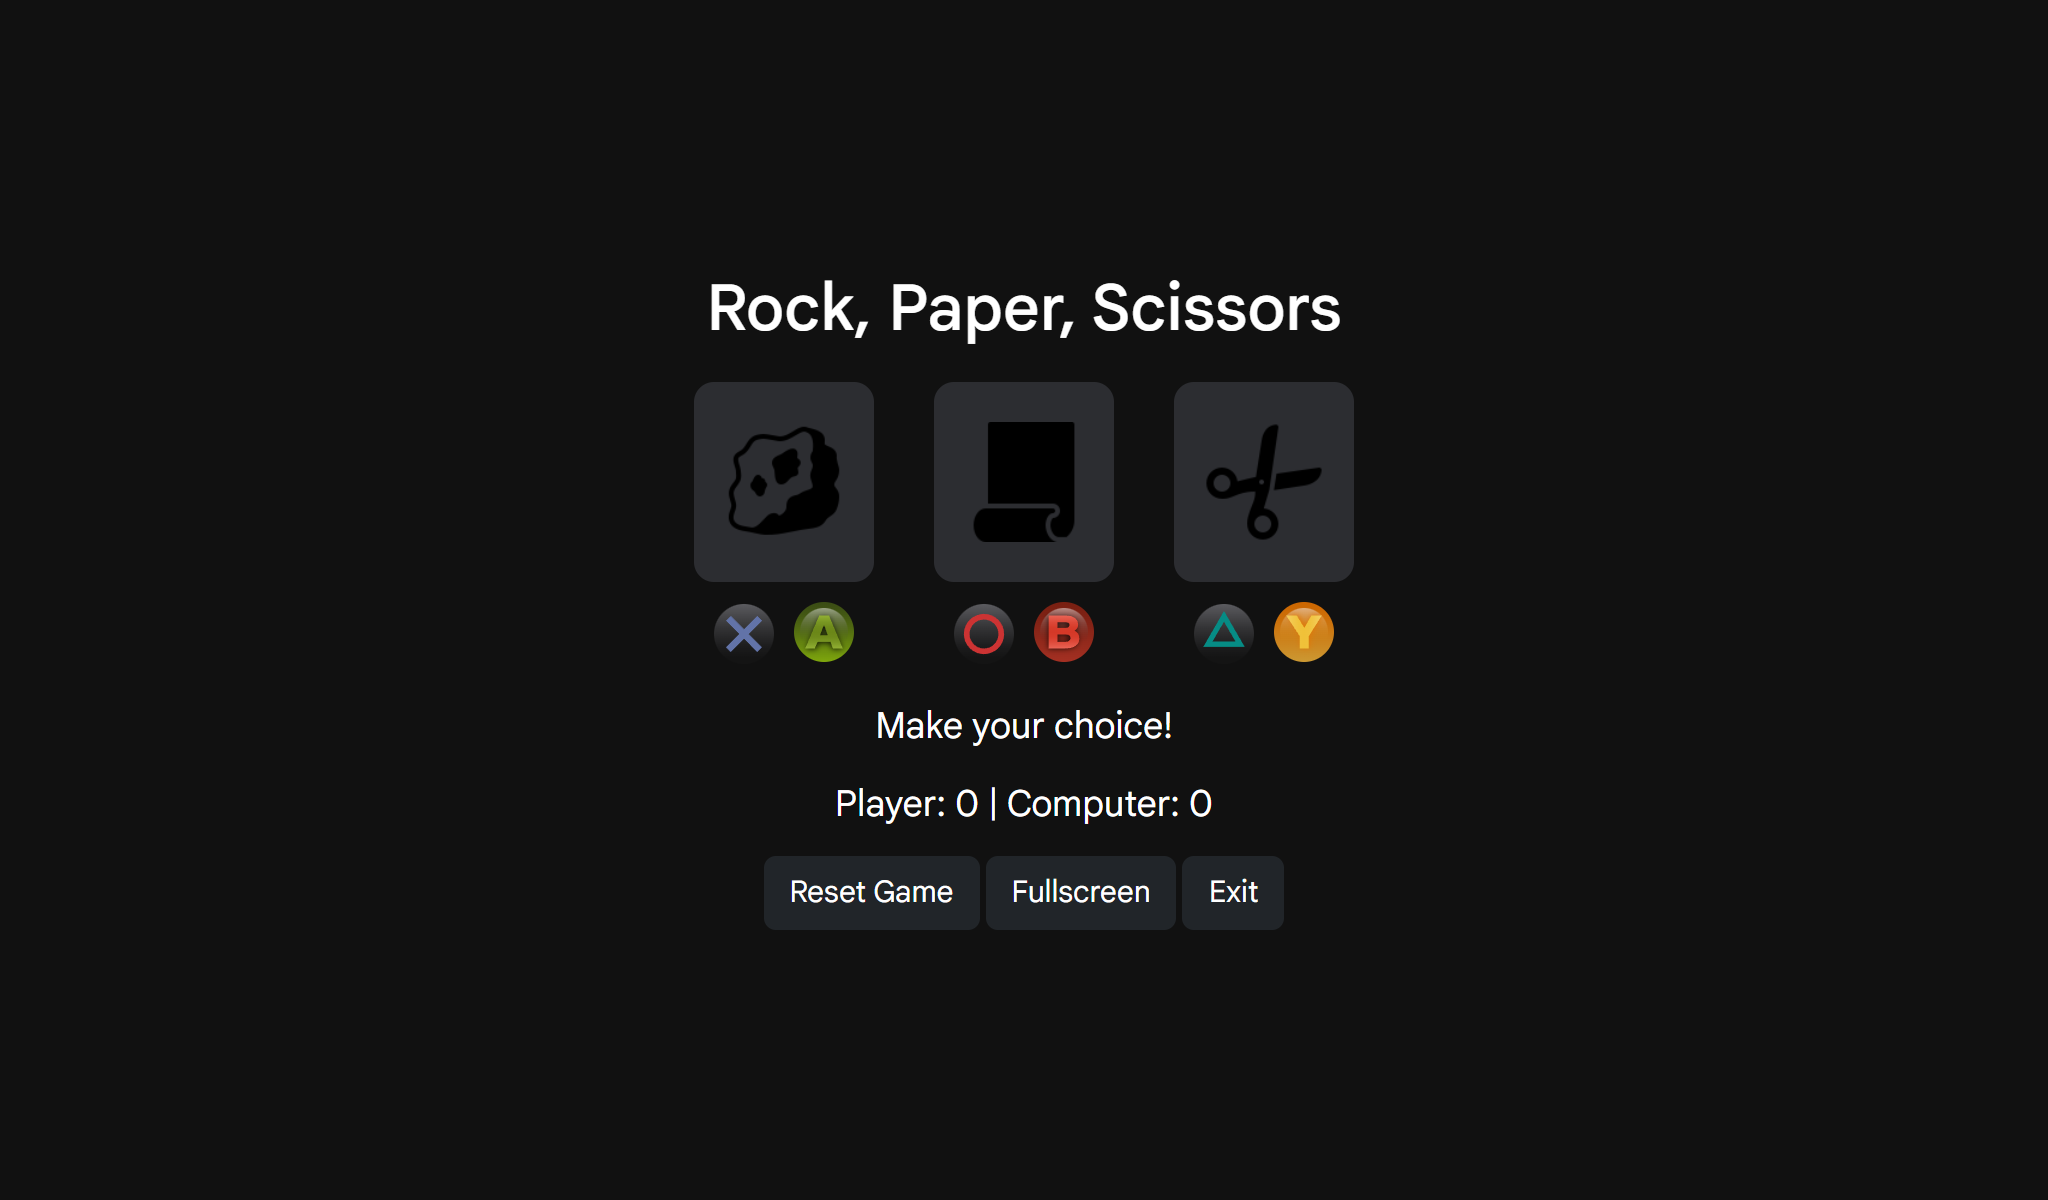 Rock, Paper, Scissors
A B Y
Make your choice!
Player: 0 | Computer: 0
Reset Game Fullscreen Exit